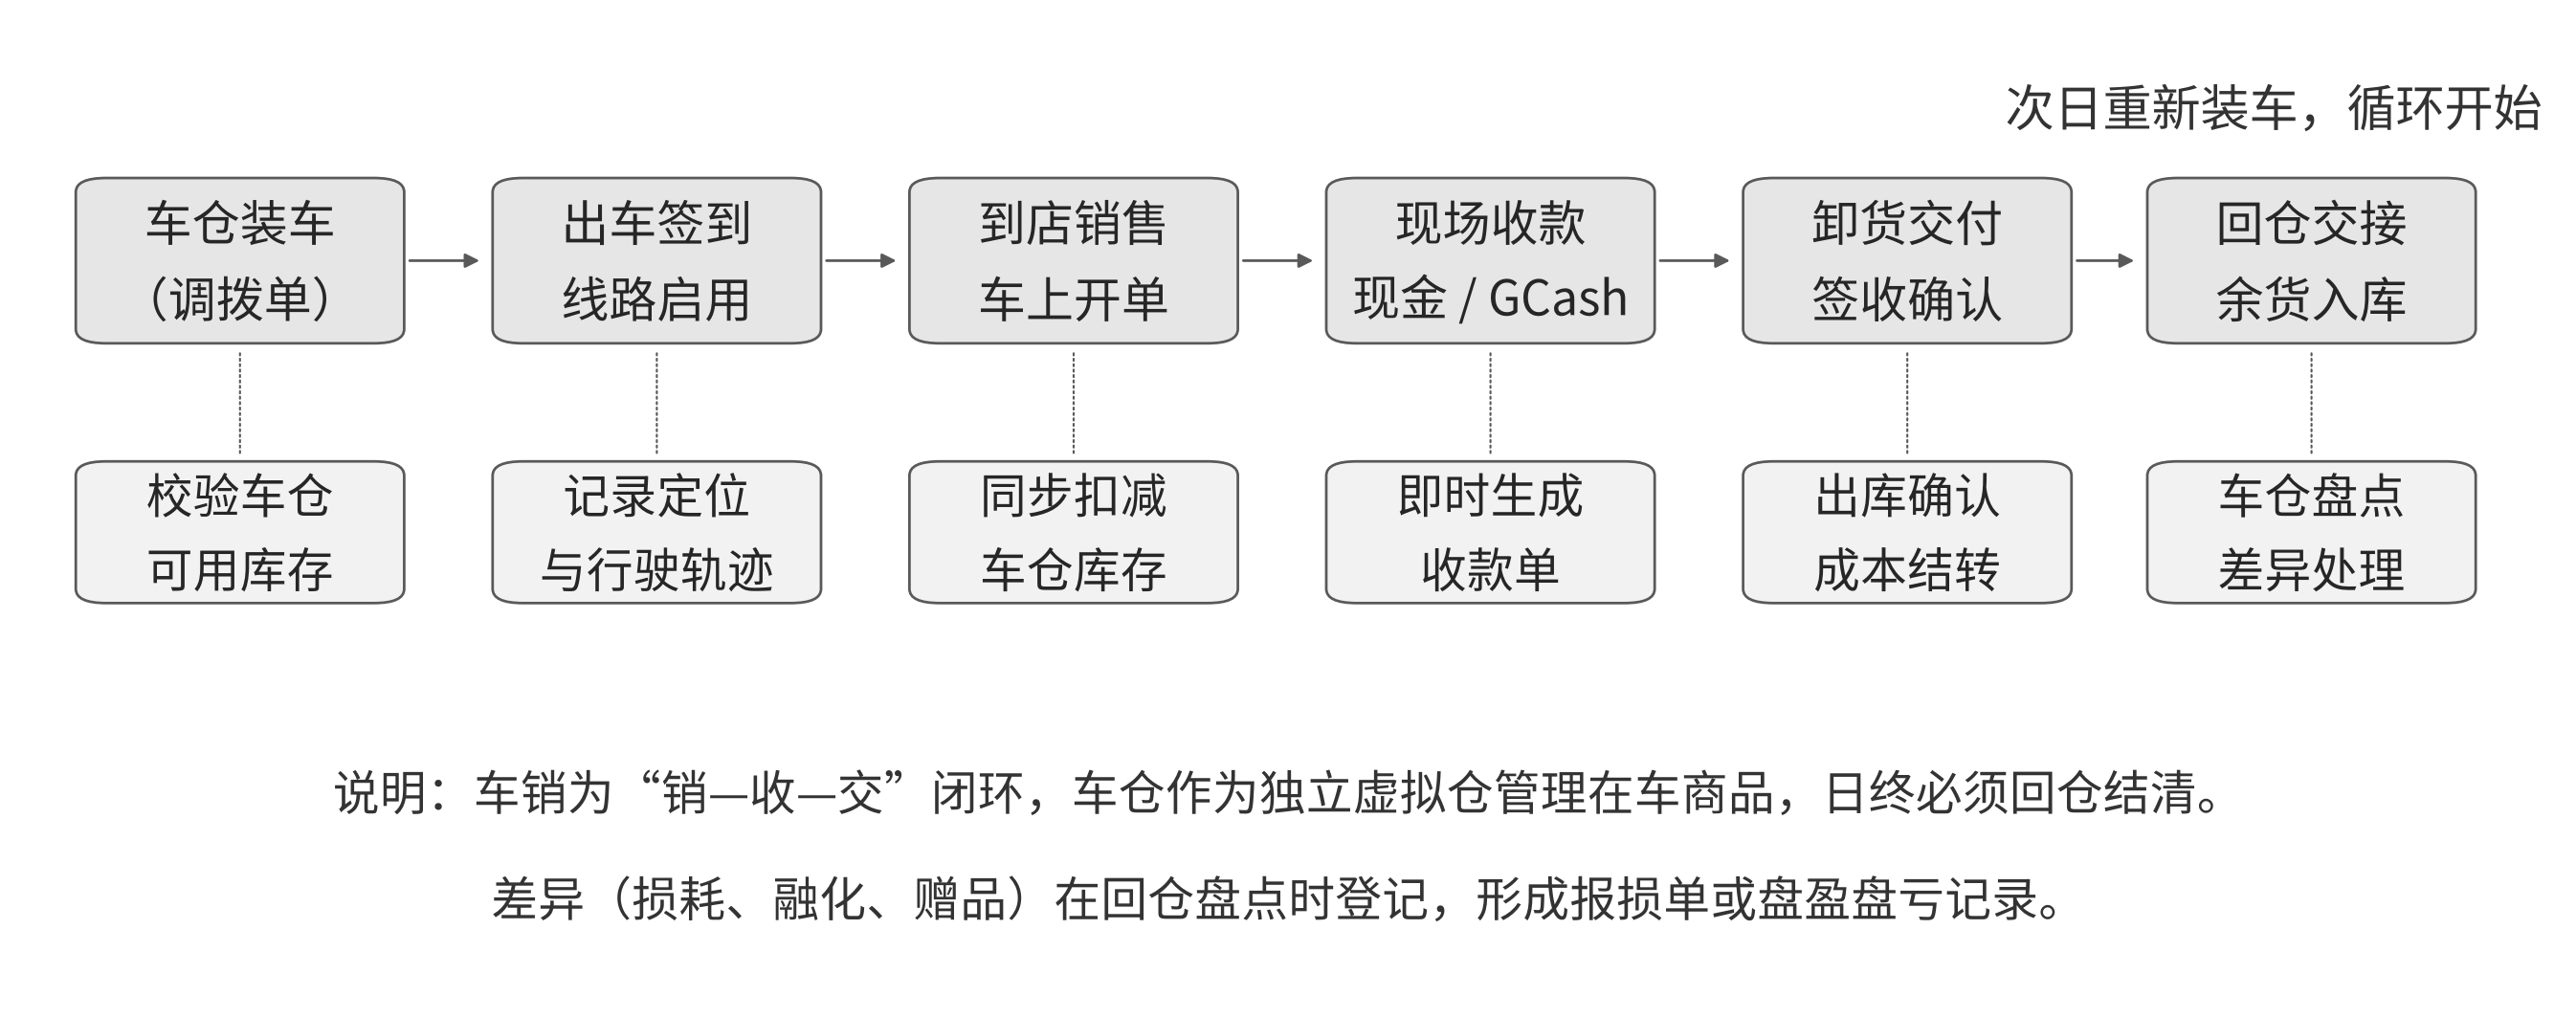 次日重新装车，循环开始
车仓装车
（调拨单）
出车签到
线路启用
到店销售
车上开单
现场收款
现金 / GCash
卸货交付
签收确认
回仓交接
余货入库
校验车仓
可用库存
记录定位
与行驶轨迹
同步扣减
车仓库存
即时生成
收款单
出库确认
成本结转
车仓盘点
差异处理
说明：车销为“销—收—交”闭环，车仓作为独立虚拟仓管理在车商品，日终必须回仓结清。
差异（损耗、融化、赠品）在回仓盘点时登记，形成报损单或盘盈盘亏记录。